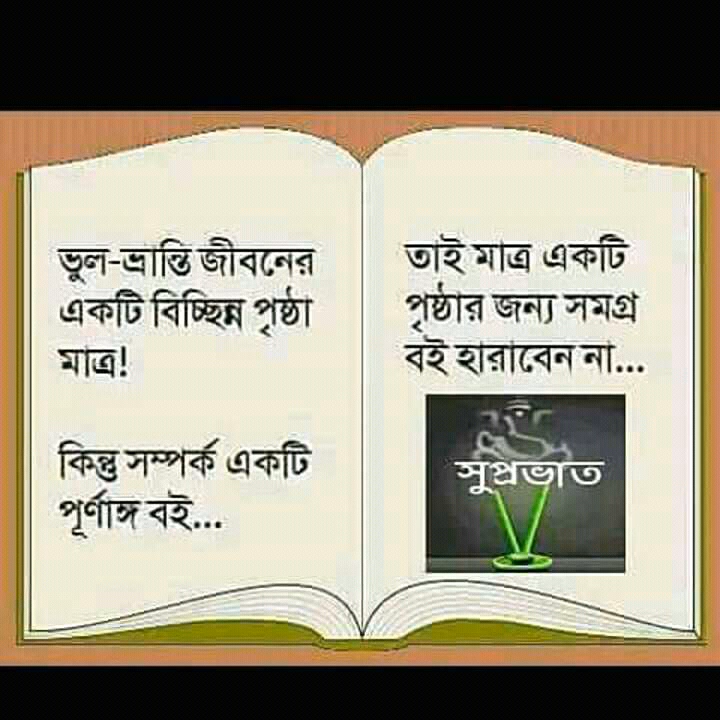 ভুল-ভ্রান্তি জীবনের
একটি বিচ্ছিন্ন পৃষ্ঠা
মাত্র!
কিন্তু সম্পর্ক একটি
পূর্ণাঙ্গ বই...
তাই মাত্র একটি
পৃষ্ঠার জন্য সমগ্র
বই হারাবেন না...
সুপ্রভাত